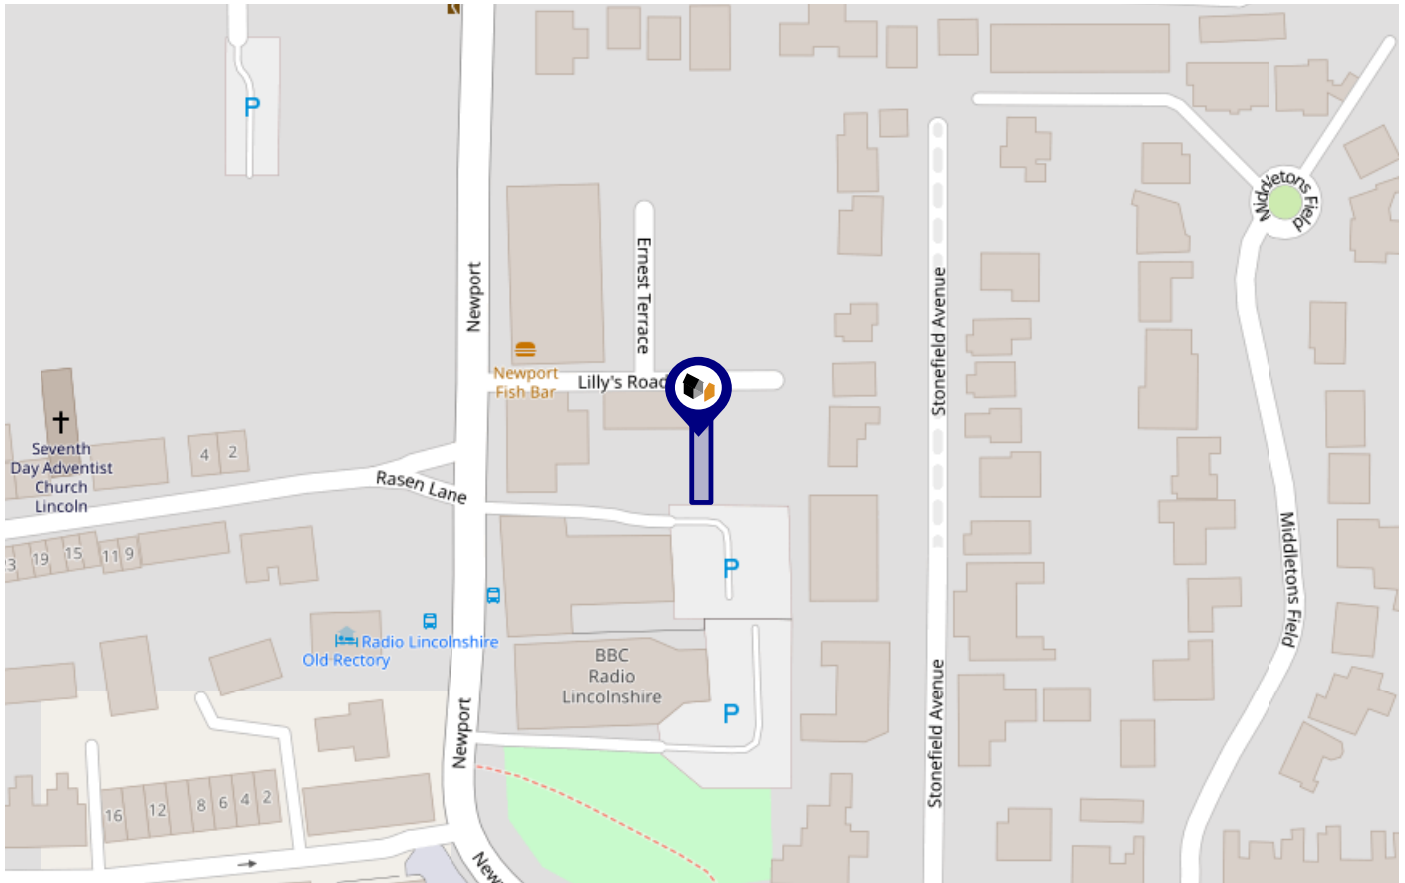 P
Newport
Ernest Terrace
Stonefield Avenue
Middletons Field
Middletons Field
Newport
Fish Bar
Lilly's Road
Seventh
Day Adventist
Church
Lincoln
4
2
Rasen Lane
19
15
11
9
P
Radio Lincolnshire
Old Rectory
BBC
Radio
Lincolnshire
P
Newport
Stonefield Avenue
Middletons Field
16
12
8
6
4
2